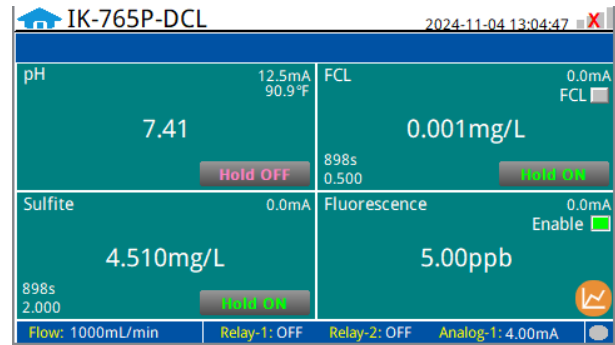 IK-765P-DCL
2024-11-04 13:04:47
X
pH
12.5mA
90.9°F
7.41
Hold OFF
FCL
0.0mA
FCL
0.001mg/L
898s
0.500
Hold ON
Sulfite
0.0mA
4.510mg/L
898s
2.000
Hold ON
Fluorescence
0.0mA
Enable
5.00ppb
Flow: 1000mL/min
Relay-1: OFF
Relay-2: OFF
Analog-1: 4.00mA